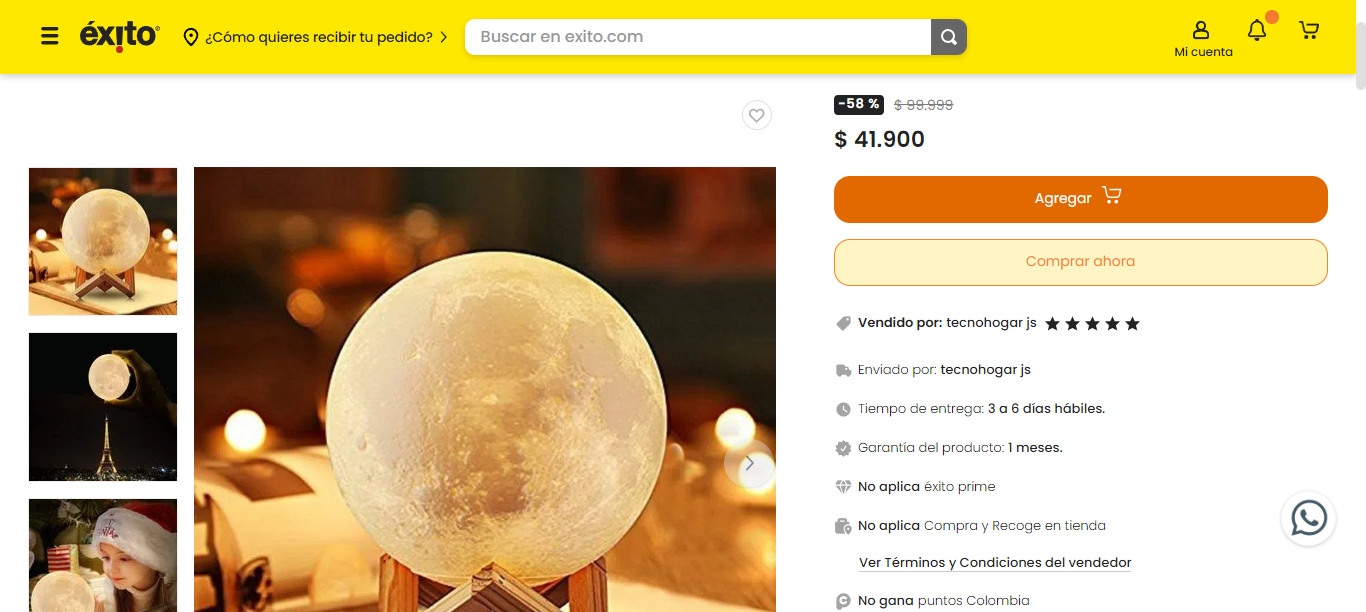 éxito
¿Cómo quieres recibir tu pedido?
Buscar en exito.com
Mi cuenta
-58 % $ 99.999
$ 41.900
Agregar
Comprar ahora
Vendido por: tecnohogar js
Enviado por: tecnohogar js
Tiempo de entrega: 3 a 6 días hábiles.
Garantía del producto: 1 meses.
No aplica éxito prime
No aplica Compra y Recoge en tienda
Ver Términos y Condiciones del vendedor
No gana puntos Colombia